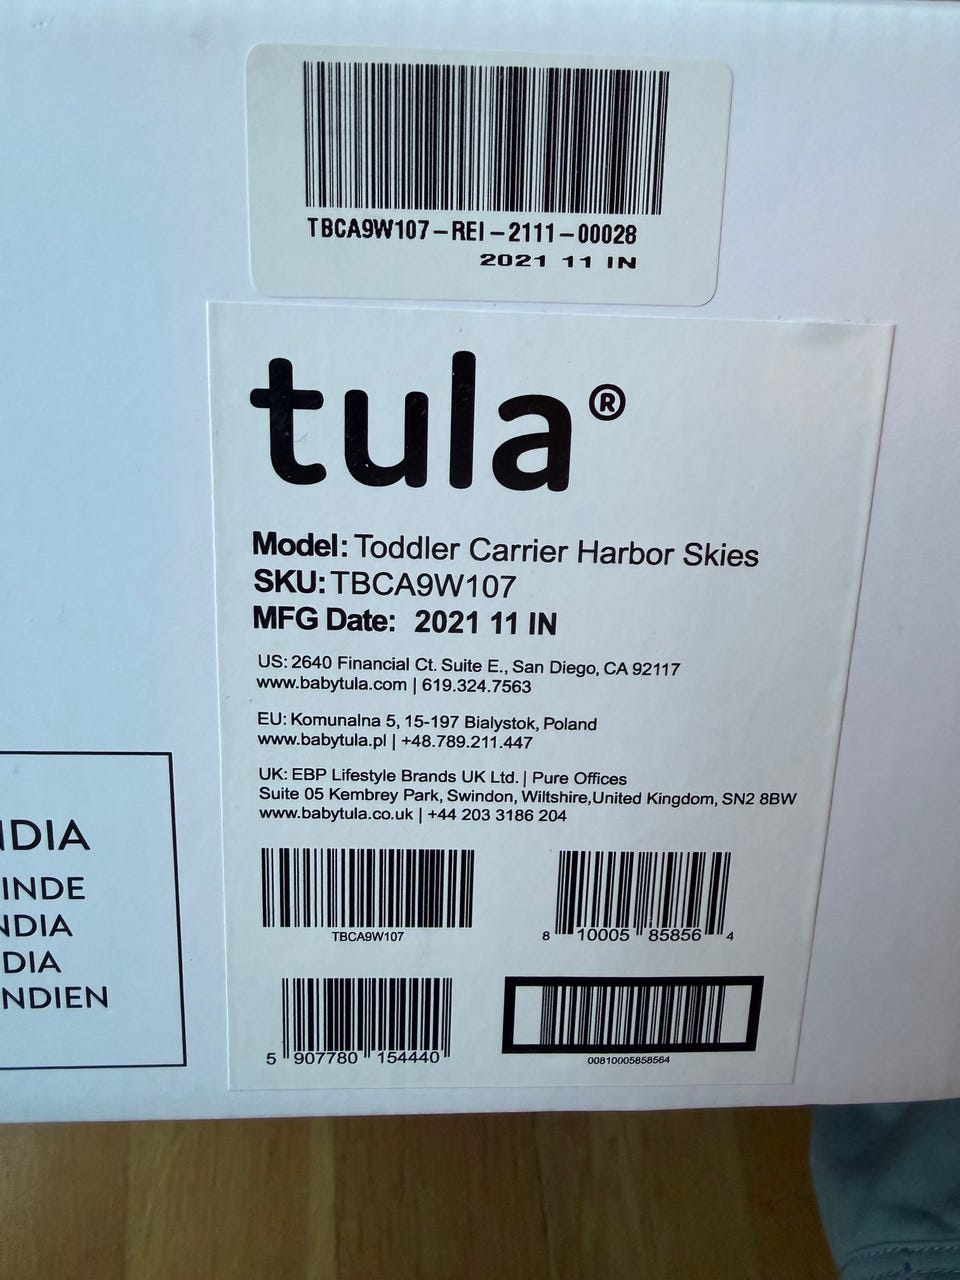 TBCA9W107-REI-2111-00028
2021 11 IN
tula®
Model: Toddler Carrier Harbor Skies
SKU: TBCA9W107
MFG Date: 2021 11 IN
US: 2640 Financial Ct. Suite E., San Diego, CA 92117
www.babytula.com | 619.324.7563
EU: Komunalna 5, 15-197 Bialystok, Poland
www.babytula.pl | +48.789.211.447
UK: EBP Lifestyle Brands UK Ltd. | Pure Offices
Suite 05 Kembrey Park, Swindon, Wiltshire,United Kingdom, SN2 8BW
www.babytula.co.uk | +44 203 3186 204
TBCA9W107
8 10005 85856 4
5 907780 154440
00810005858564
NDIA
INDE
NDIA
DIA
NDIEN